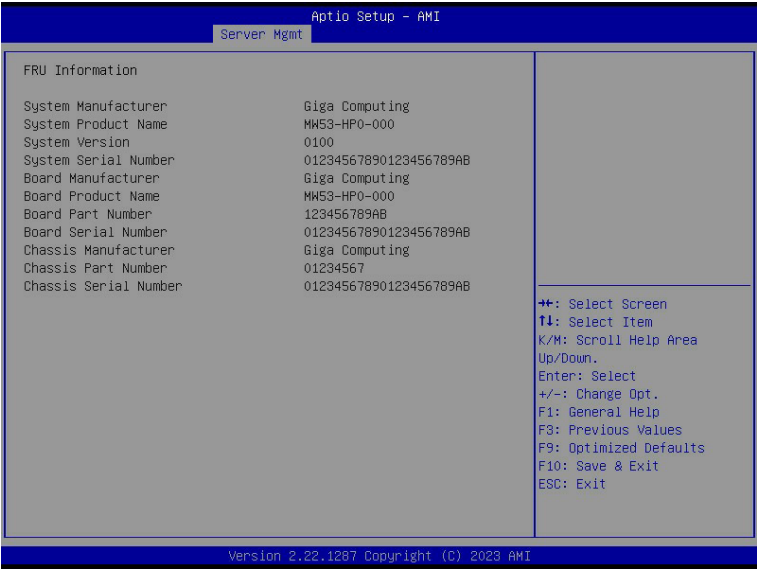 Aptio Setup – AMI
Server Mgmt
FRU Information
System Manufacturer Giga Computing
System Product Name MW53-HP0-000
System Version 0100
System Serial Number 01234567890123456789AB
Board Manufacturer Giga Computing
Board Product Name MW53-HP0-000
Board Part Number 123456789AB
Board Serial Number 01234567890123456789AB
Chassis Manufacturer Giga Computing
Chassis Part Number 01234567
Chassis Serial Number 01234567890123456789AB
→←: Select Screen
↑↓: Select Item
K/M: Scroll Help Area
Up/Down.
Enter: Select
+/-: Change Opt.
F1: General Help
F3: Previous Values
F9: Optimized Defaults
F10: Save & Exit
ESC: Exit
Version 2.22.1287 Copyright (C) 2023 AMI